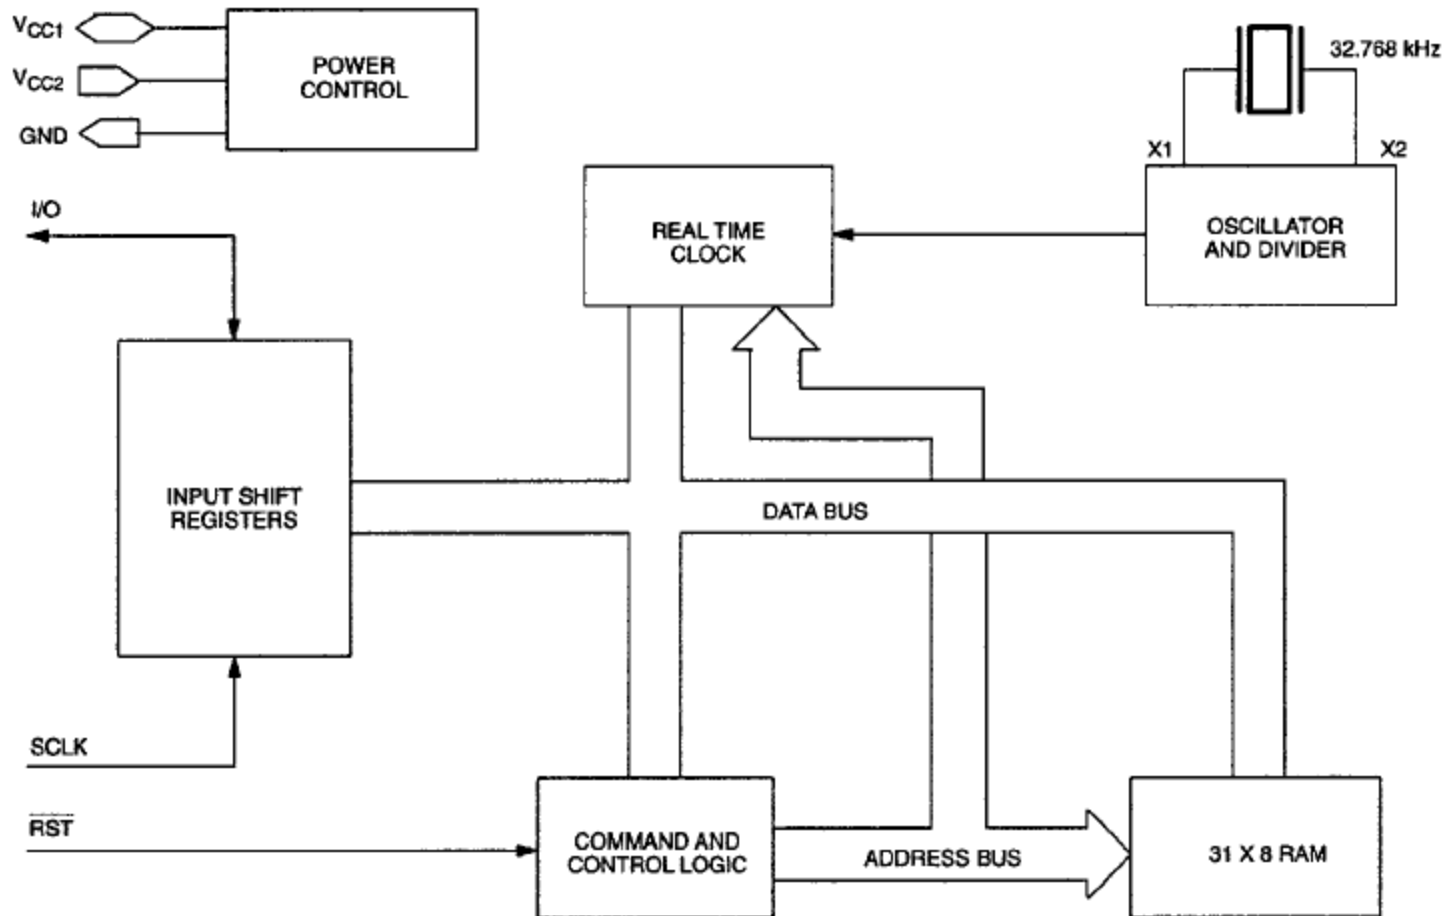 VCC1
VCC2
GND
POWER
CONTROL
32.768 kHz
X1
X2
I/O
REAL TIME
CLOCK
OSCILLATOR
AND DIVIDER
INPUT SHIFT
REGISTERS
DATA BUS
SCLK
RST
COMMAND AND
CONTROL LOGIC
ADDRESS BUS
31 X 8 RAM